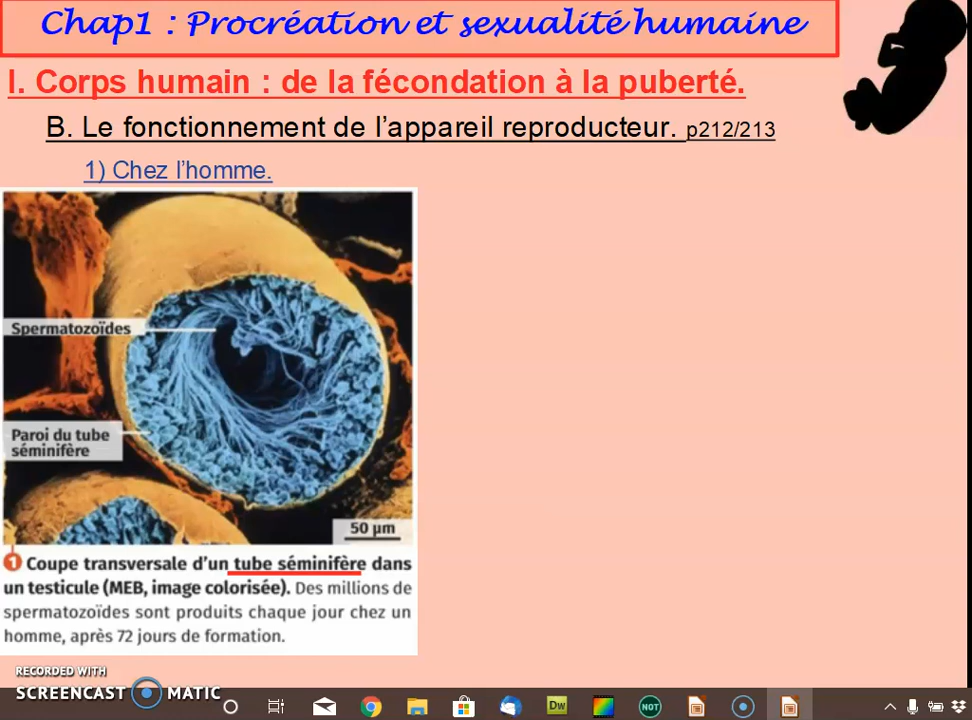 Chap1 : Procréation et sexualité humaine
I. Corps humain : de la fécondation à la puberté.
B. Le fonctionnement de l'appareil reproducteur. p212/213
1) Chez l'homme.
Spermatozoïdes
Paroi du tube
séminifère
50 µm
1 Coupe transversale d'un tube séminifère dans
un testicule (MEB, image colorisée). Des millions de
spermatozoïdes sont produits chaque jour chez un
homme, après 72 jours de formation.
RECORDED WITH
SCREENCAST MATIC
Dw
NOT